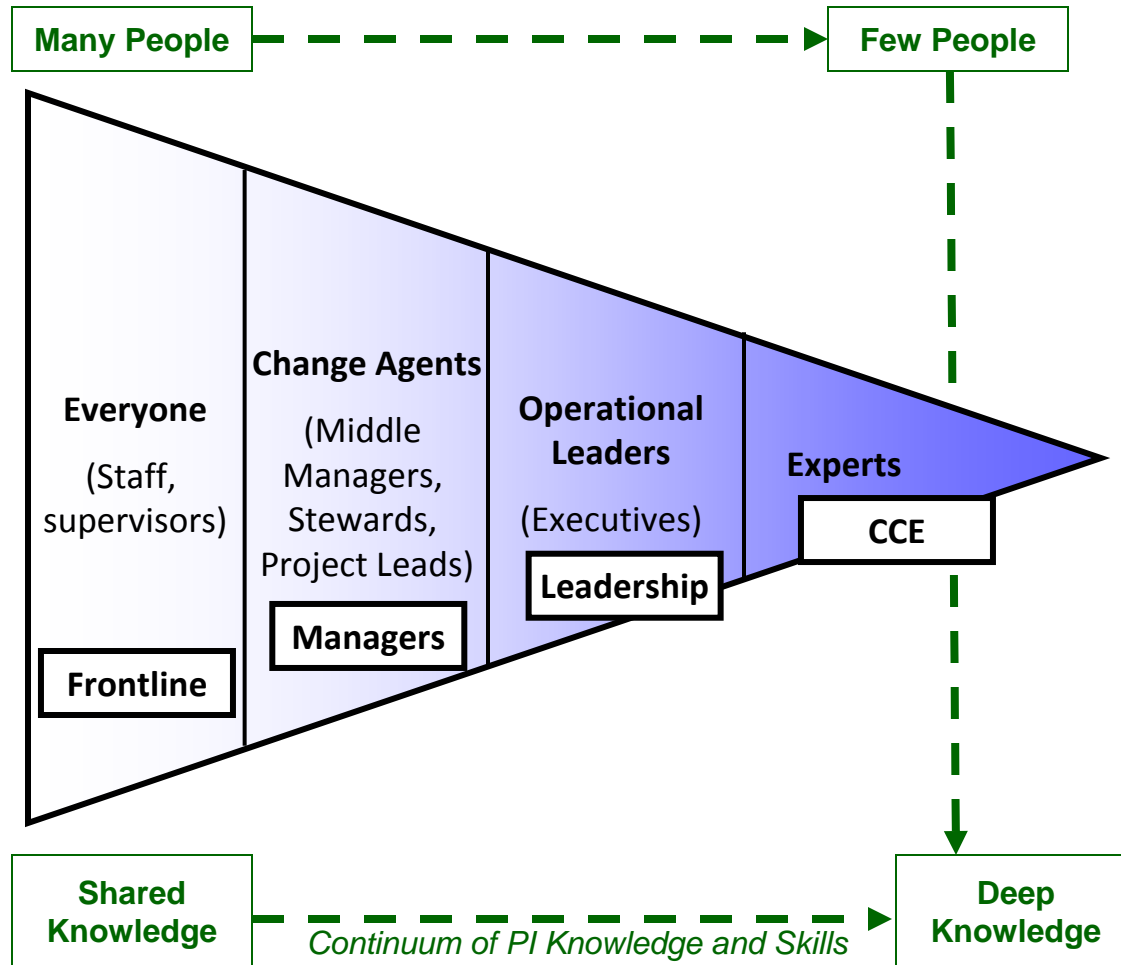 Many People
Few People
Everyone
(Staff,
supervisors)
Frontline
Change Agents
(Middle
Managers,
Stewards,
Project Leads)
Managers
Operational
Leaders
(Executives)
Leadership
Experts
CCE
Shared
Knowledge
Continuum of PI Knowledge and Skills
Deep
Knowledge